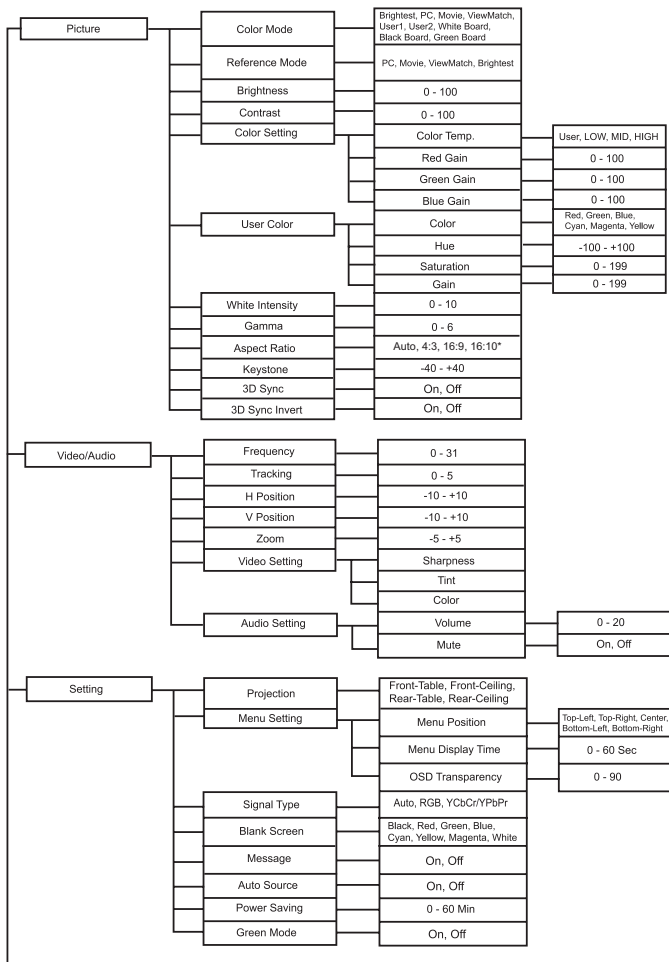 Picture
Color Mode
Brightest, PC, Movie, ViewMatch,
User1, User2, White Board,
Black Board, Green Board
Reference Mode
PC, Movie, ViewMatch, Brightest
Brightness
0 - 100
Contrast
0 - 100
Color Setting
Color Temp.
User, LOW, MID, HIGH
Red Gain
0 - 100
Green Gain
0 - 100
Blue Gain
0 - 100
User Color
Color
Red, Green, Blue,
Cyan, Magenta, Yellow
Hue
-100 - +100
Saturation
0 - 199
Gain
0 - 199
White Intensity
0 - 10
Gamma
0 - 6
Aspect Ratio
Auto, 4:3, 16:9, 16:10*
Keystone
-40 - +40
3D Sync
On, Off
3D Sync Invert
On, Off
Video/Audio
Frequency
0 - 31
Tracking
0 - 5
H Position
-10 - +10
V Position
-10 - +10
Zoom
-5 - +5
Video Setting
Sharpness
Tint
Color
Audio Setting
Volume
0 - 20
Mute
On, Off
Setting
Projection
Front-Table, Front-Ceiling,
Rear-Table, Rear-Ceiling
Menu Setting
Menu Position
Top-Left, Top-Right, Center,
Bottom-Left, Bottom-Right
Menu Display Time
0 - 60 Sec
OSD Transparency
0 - 90
Signal Type
Auto, RGB, YCbCr/YPbPr
Blank Screen
Black, Red, Green, Blue,
Cyan, Yellow, Magenta, White
Message
On, Off
Auto Source
On, Off
Power Saving
0 - 60 Min
Green Mode
On, Off